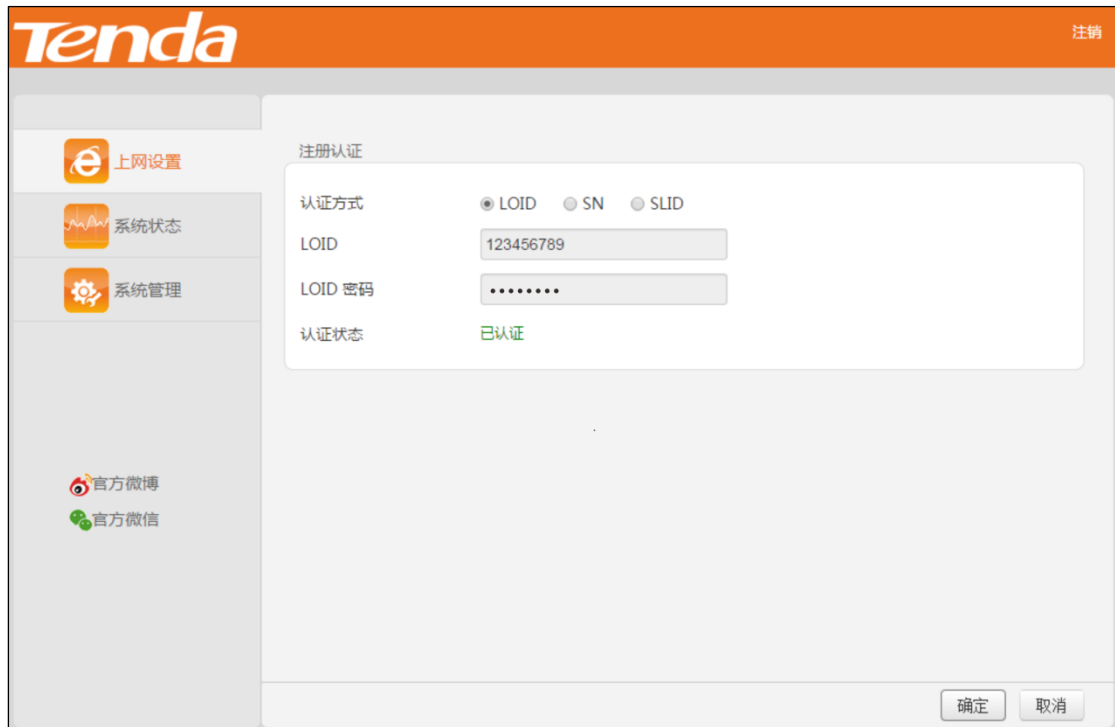 Tenda
注销
上网设置
系统状态
系统管理
官方微博
官方微信
注册认证
认证方式 LOID SN SLID
LOID 123456789
LOID 密码 ••••••••
认证状态 已认证
确定 取消